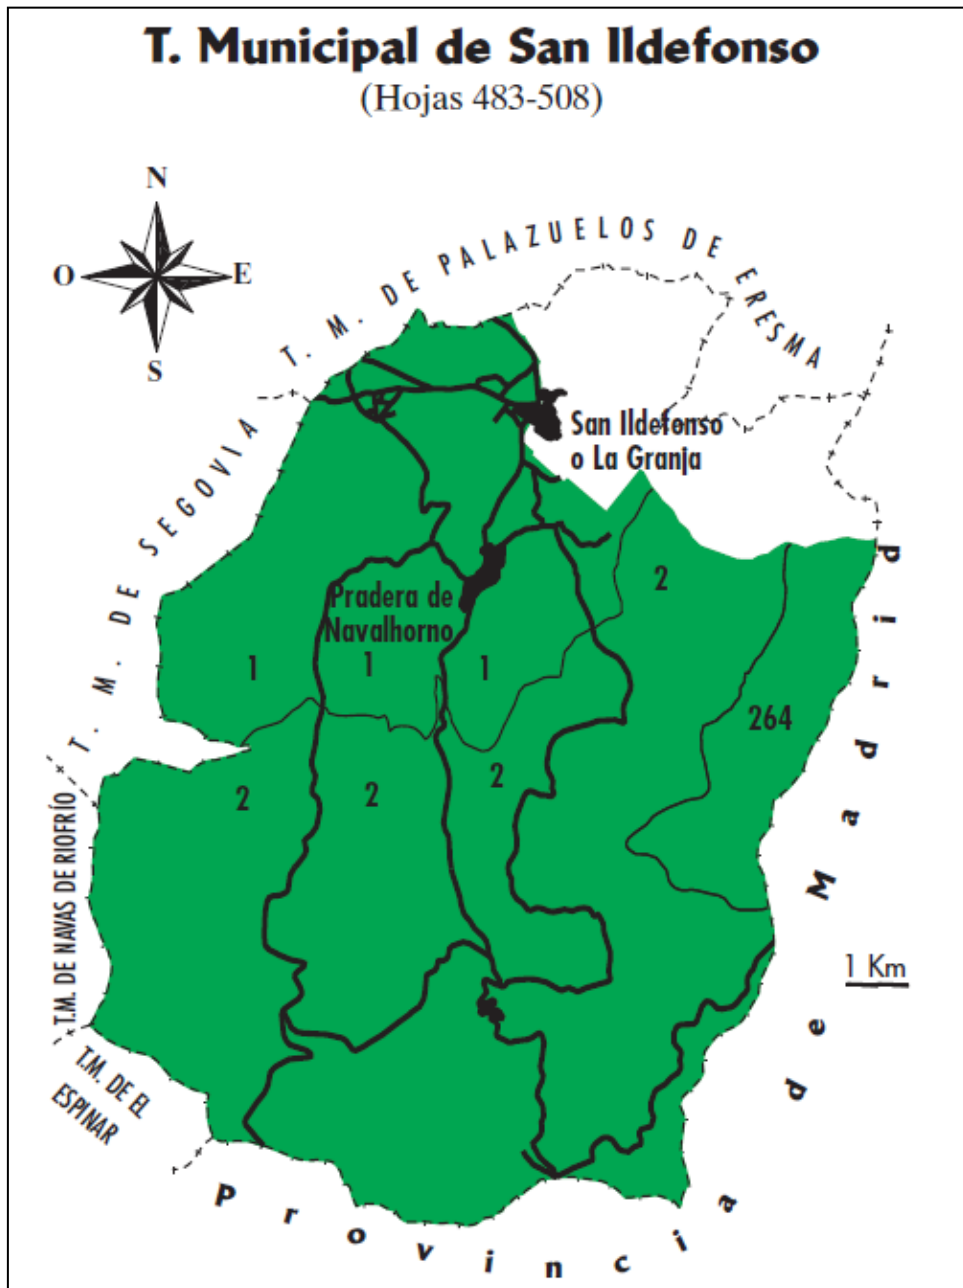 T. Municipal de San Ildefonso
(Hojas 483-508)
N
O
E
S
T. M. DE PALAZUELOS DE ERESMA
T. M. DE SEGOVIA
San Ildefonso
o La Granja
Pradera de
Navalhorno
2
1
1
1
264
2
2
2
T.M. DE NAVAS DE RIOFRÍO
1 Km
T.M. DE EL
ESPINAR
Provincia de Madrid